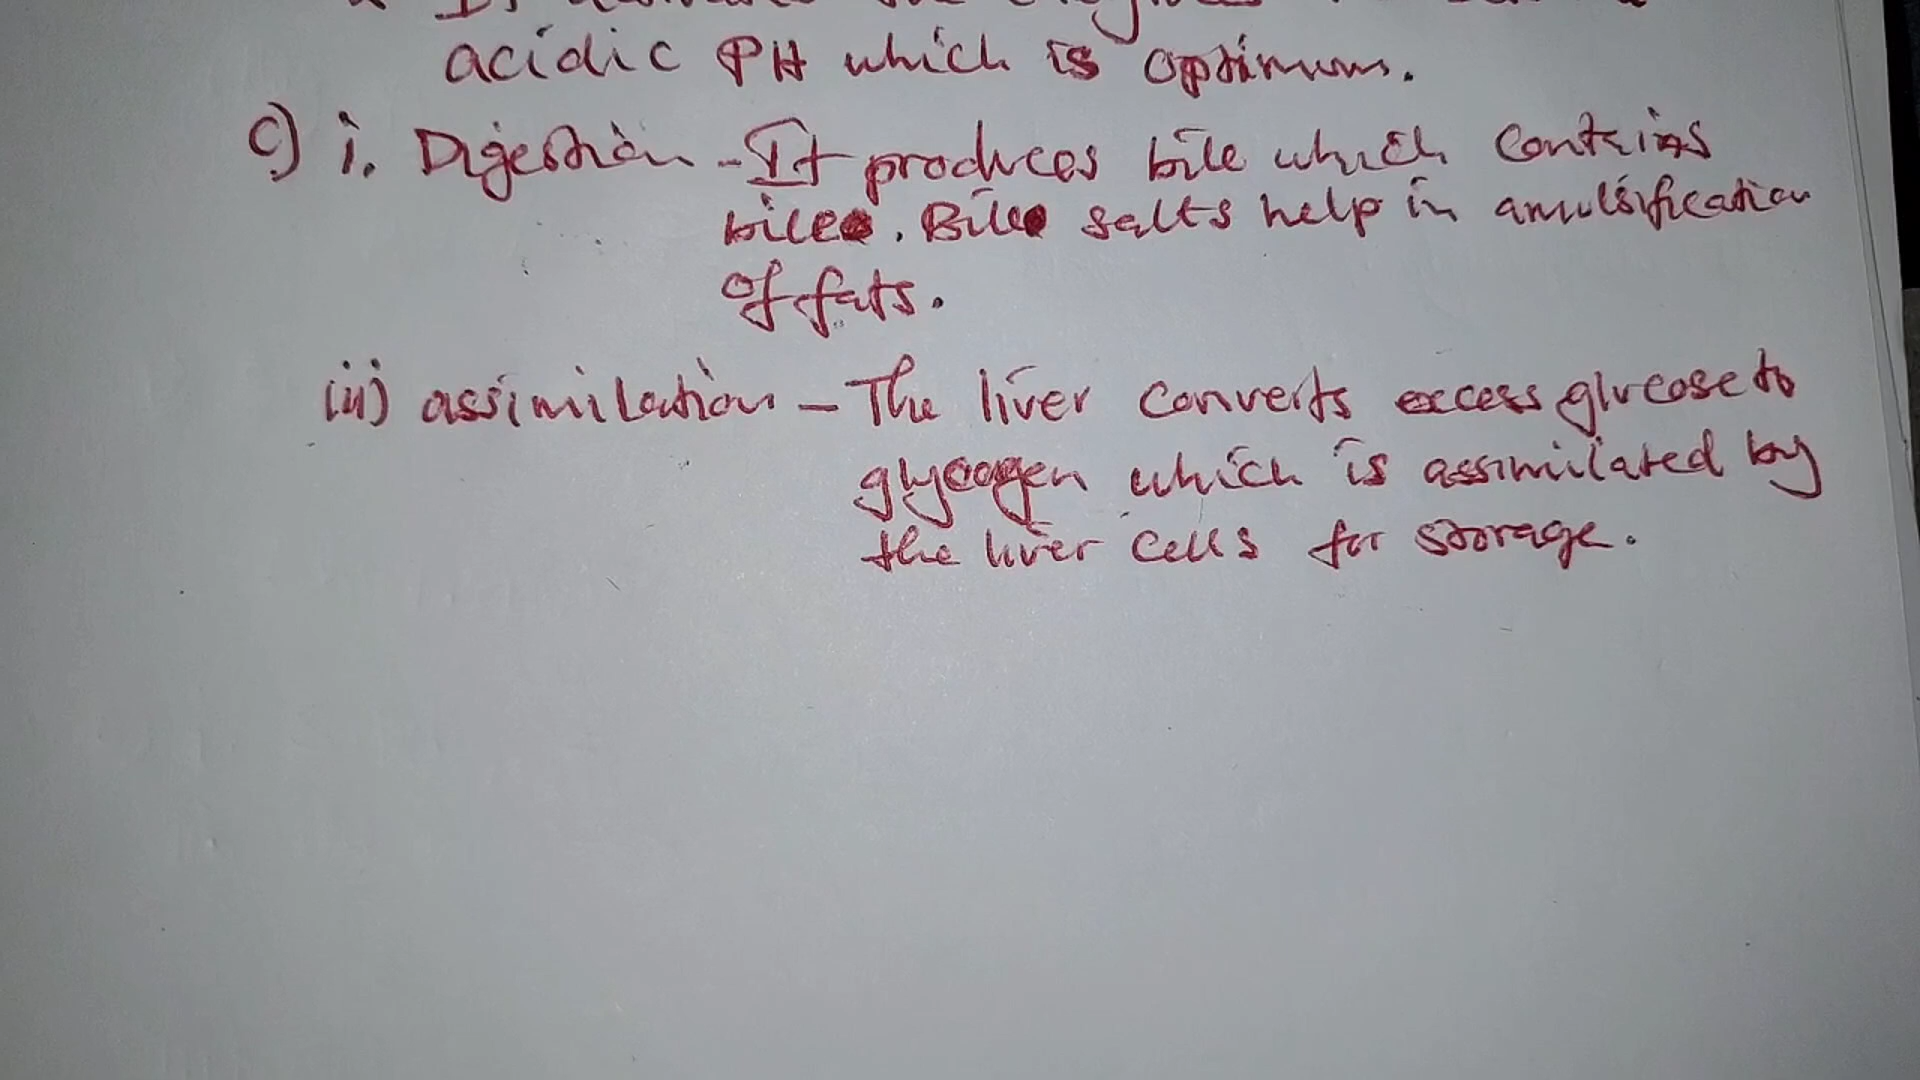 acidic PH which is optimum.
c) i. Digestion - It produces bile which contains
bile. Bile salts help in amulsification
of fats.
(ii) assimilation - The liver converts excess glucose to
glycogen which is assimilated by
the liver cells for storage.